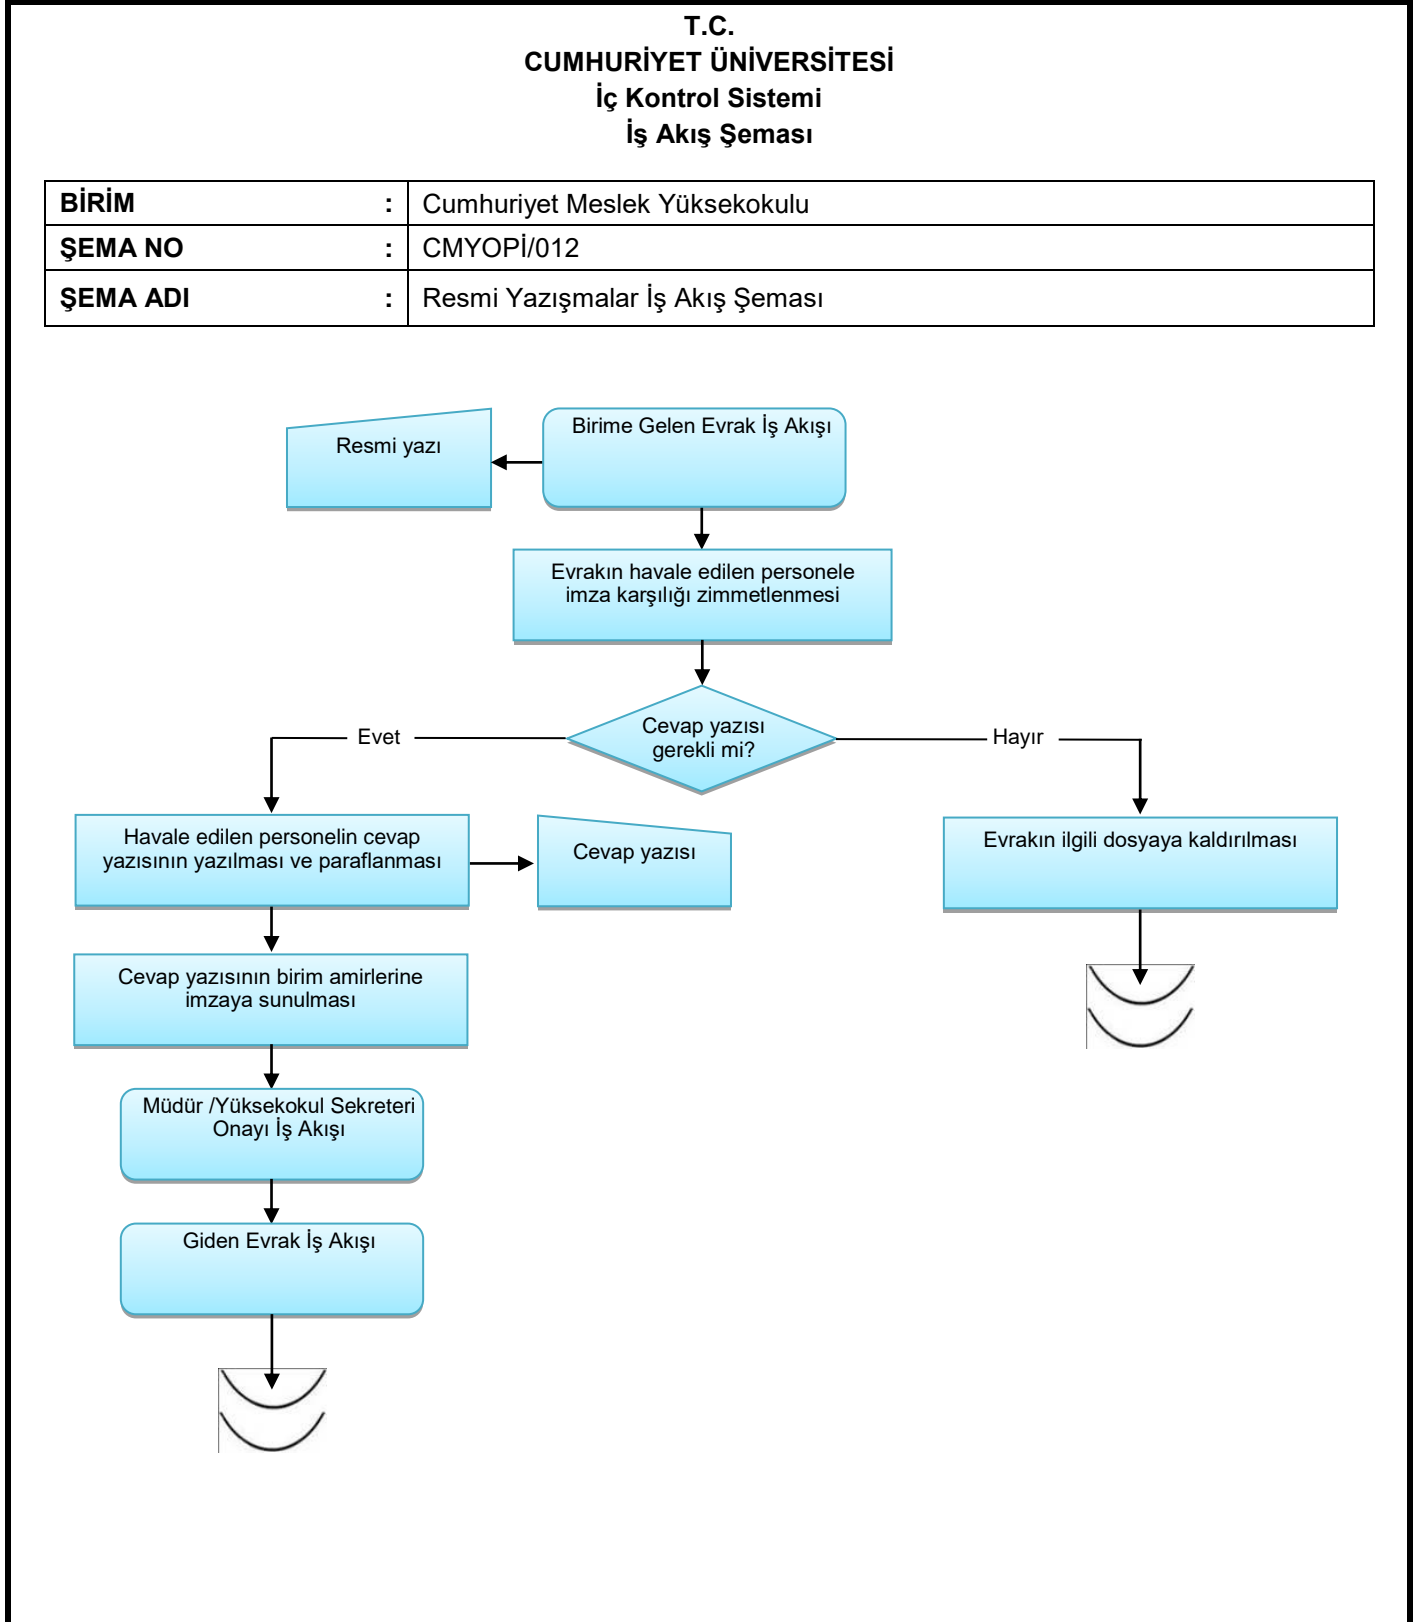 T.C.
CUMHURİYET ÜNİVERSİTESİ
İç Kontrol Sistemi
İş Akış Şeması
BİRİM : Cumhuriyet Meslek Yüksekokulu
ŞEMA NO : CMYOPİ/012
ŞEMA ADI : Resmi Yazışmalar İş Akış Şeması
Resmi yazı
Birime Gelen Evrak İş Akışı
Evrakın havale edilen personele
imza karşılığı zimmetlenmesi
Cevap yazısı
gerekli mi?
Evet
Hayır
Havale edilen personelin cevap
yazısının yazılması ve paraflanması
Cevap yazısı
Evrakın ilgili dosyaya kaldırılması
Cevap yazısının birim amirlerine
imzaya sunulması
Müdür /Yüksekokul Sekreteri
Onayı İş Akışı
Giden Evrak İş Akışı